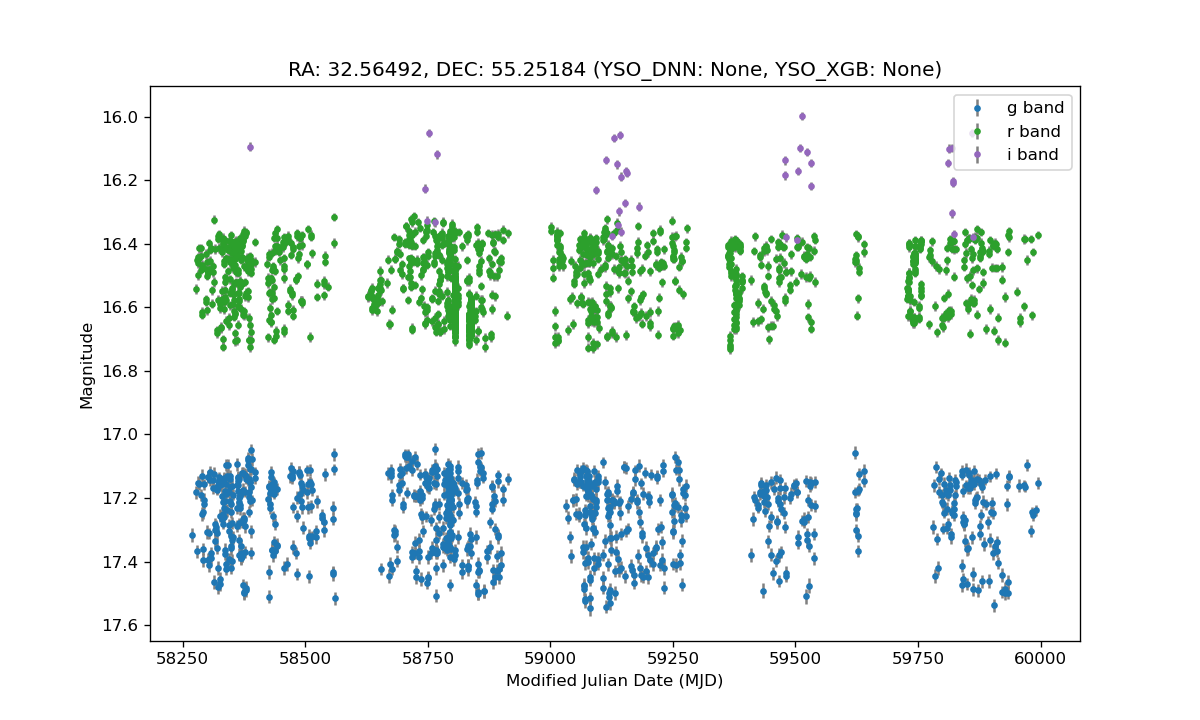 RA: 32.56492, DEC: 55.25184 (YSO_DNN: None, YSO_XGB: None)
g band
r band
i band
16.0
16.2
16.4
16.6
16.8
17.0
17.2
17.4
17.6
Magnitude
58250
58500
58750
59000
59250
59500
59750
60000
Modified Julian Date (MJD)